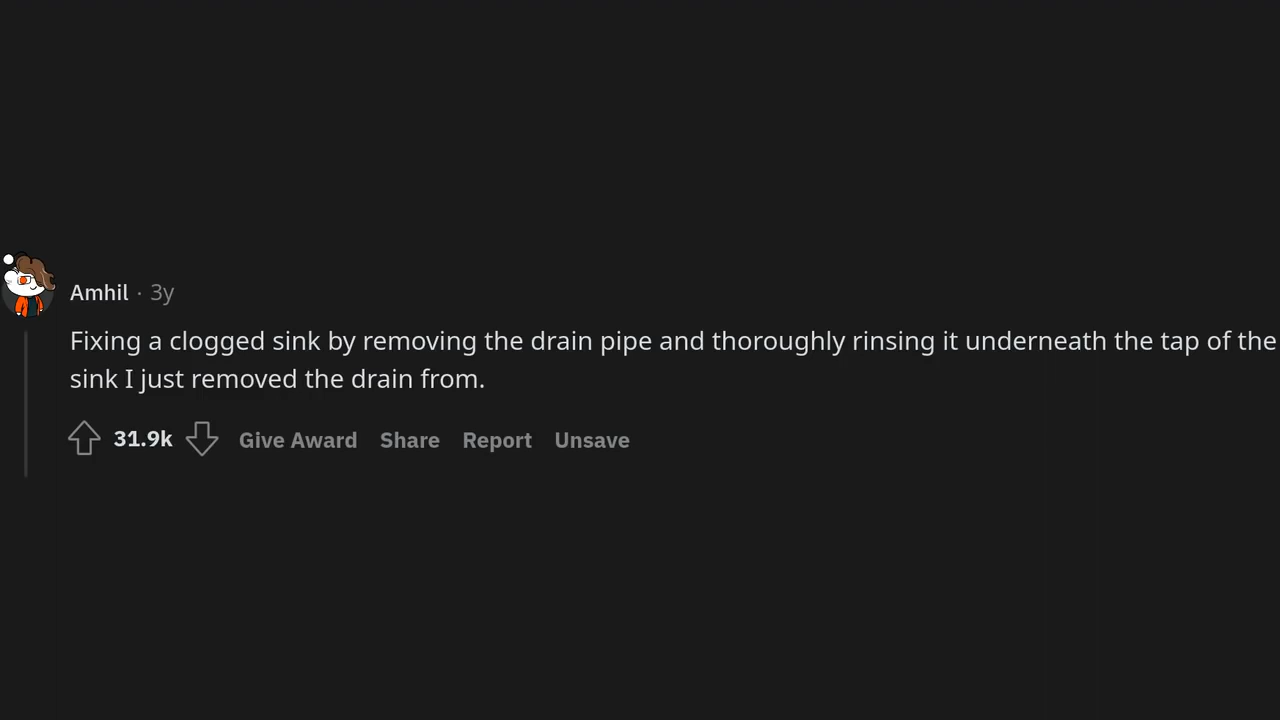 Amhil · 3y
Fixing a clogged sink by removing the drain pipe and thoroughly rinsing it underneath the tap of the
sink I just removed the drain from.
31.9k Give Award Share Report Unsave